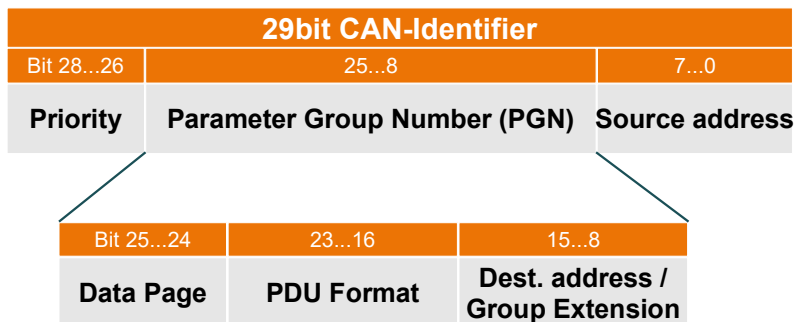 29bit CAN-Identifier
Bit 28...26 25...8 7...0
Priority Parameter Group Number (PGN) Source address
Bit 25...24 23...16 15...8
Data Page PDU Format Dest. address /
Group Extension